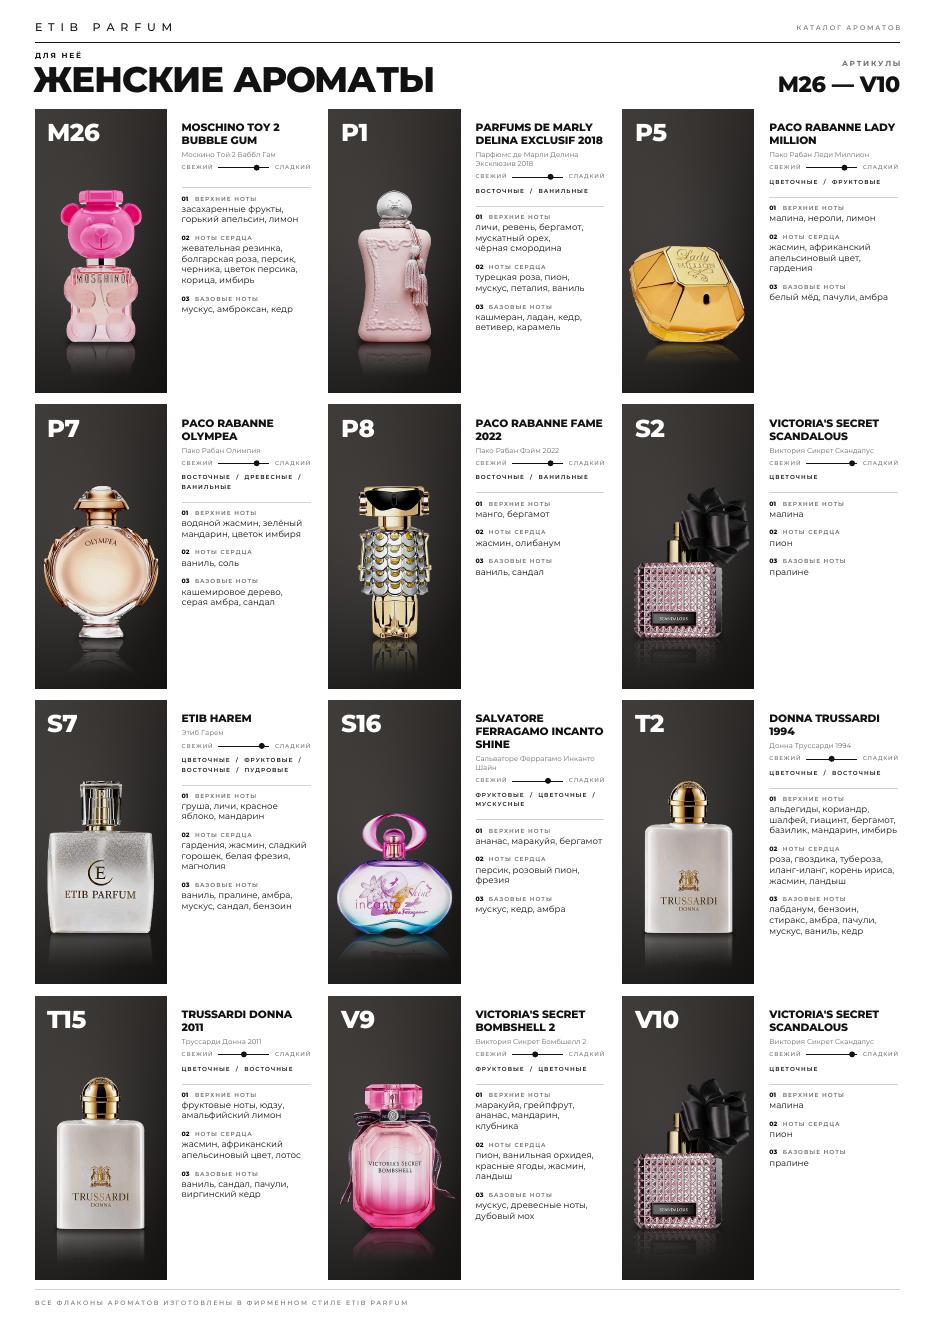 ETIB PARFUM
КАТАЛОГ АРОМАТОВ
ДЛЯ НЕЁ
ЖЕНСКИЕ АРОМАТЫ
АРТИКУЛЫ
M26 — V10
M26
MOSCHINO TOY 2
BUBBLE GUM
Москино Той 2 Баббл Гам
СВЕЖИЙ СЛАДКИЙ
01 ВЕРХНИЕ НОТЫ
засахаренные фрукты,
горький апельсин, лимон
02 НОТЫ СЕРДЦА
жевательная резинка,
болгарская роза, персик,
черника, цветок персика,
корица, имбирь
03 БАЗОВЫЕ НОТЫ
мускус, амброксан, кедр
MOSCHINO
P1
PARFUMS DE MARLY
DELINA EXCLUSIF 2018
Парфюмс де Марли Делина
Эксклюзив 2018
СВЕЖИЙ СЛАДКИЙ
ВОСТОЧНЫЕ / ВАНИЛЬНЫЕ
01 ВЕРХНИЕ НОТЫ
личи, ревень, бергамот,
мускатный орех,
чёрная смородина
02 НОТЫ СЕРДЦА
турецкая роза, пион,
мускус, петалия, ваниль
03 БАЗОВЫЕ НОТЫ
кашмеран, ладан, кедр,
ветивер, карамель
P5
PACO RABANNE LADY
MILLION
Пако Рабан Леди Миллион
СВЕЖИЙ СЛАДКИЙ
ЦВЕТОЧНЫЕ / ФРУКТОВЫЕ
01 ВЕРХНИЕ НОТЫ
малина, нероли, лимон
02 НОТЫ СЕРДЦА
жасмин, африканский
апельсиновый цвет,
гардения
03 БАЗОВЫЕ НОТЫ
белый мёд, пачули, амбра
Lady
MILLION
P7
PACO RABANNE
OLYMPEA
Пако Рабан Олимпия
СВЕЖИЙ СЛАДКИЙ
ВОСТОЧНЫЕ / ДРЕВЕСНЫЕ /
ВАНИЛЬНЫЕ
01 ВЕРХНИЕ НОТЫ
водяной жасмин, зелёный
мандарин, цветок имбиря
02 НОТЫ СЕРДЦА
ваниль, соль
03 БАЗОВЫЕ НОТЫ
кашемировое дерево,
серая амбра, сандал
OLYMPEA
P8
PACO RABANNE FAME
2022
Пако Рабан Фэйм 2022
СВЕЖИЙ СЛАДКИЙ
ВОСТОЧНЫЕ / ВАНИЛЬНЫЕ
01 ВЕРХНИЕ НОТЫ
манго, бергамот
02 НОТЫ СЕРДЦА
жасмин, олибанум
03 БАЗОВЫЕ НОТЫ
ваниль, сандал
S2
VICTORIA'S SECRET
SCANDALOUS
Виктория Сикрет Скандалус
СВЕЖИЙ СЛАДКИЙ
ЦВЕТОЧНЫЕ
01 ВЕРХНИЕ НОТЫ
малина
02 НОТЫ СЕРДЦА
пион
03 БАЗОВЫЕ НОТЫ
пралине
SCANDALOUS
S7
ETIB HAREM
Этиб Гарем
СВЕЖИЙ СЛАДКИЙ
ЦВЕТОЧНЫЕ / ФРУКТОВЫЕ /
ВОСТОЧНЫЕ / ПУДРОВЫЕ
01 ВЕРХНИЕ НОТЫ
груша, личи, красное
яблоко, мандарин
02 НОТЫ СЕРДЦА
гардения, жасмин, сладкий
горошек, белая фрезия,
магнолия
03 БАЗОВЫЕ НОТЫ
ваниль, пралине, амбра,
мускус, сандал, бензоин
E
ETIB PARFUM
S16
SALVATORE
FERRAGAMO INCANTO
SHINE
Сальваторе Феррагамо Инканто
Шайн
СВЕЖИЙ СЛАДКИЙ
ФРУКТОВЫЕ / ЦВЕТОЧНЫЕ /
МУСКУСНЫЕ
01 ВЕРХНИЕ НОТЫ
ананас, маракуйя, бергамот
02 НОТЫ СЕРДЦА
персик, розовый пион,
фрезия
03 БАЗОВЫЕ НОТЫ
мускус, кедр, амбра
incanto Shine
T2
DONNA TRUSSARDI
1994
Донна Труссарди 1994
СВЕЖИЙ СЛАДКИЙ
ЦВЕТОЧНЫЕ / ВОСТОЧНЫЕ
01 ВЕРХНИЕ НОТЫ
альдегиды, кориандр,
шалфей, гиацинт, бергамот,
базилик, мандарин, имбирь
02 НОТЫ СЕРДЦА
роза, гвоздика, тубероза,
иланг-иланг, корень ириса,
жасмин, ландыш
03 БАЗОВЫЕ НОТЫ
лабданум, бензоин,
стиракс, амбра, пачули,
мускус, ваниль, кедр
TRUSSARDI
DONNA
T15
TRUSSARDI DONNA
2011
Труссарди Донна 2011
СВЕЖИЙ СЛАДКИЙ
ЦВЕТОЧНЫЕ / ВОСТОЧНЫЕ
01 ВЕРХНИЕ НОТЫ
фруктовые ноты, юдзу,
амальфийский лимон
02 НОТЫ СЕРДЦА
жасмин, африканский
апельсиновый цвет, лотос
03 БАЗОВЫЕ НОТЫ
ваниль, сандал, пачули,
виргинский кедр
TRUSSARDI
DONNA
V9
VICTORIA'S SECRET
BOMBSHELL 2
Виктория Сикрет Бомбшелл 2
СВЕЖИЙ СЛАДКИЙ
ФРУКТОВЫЕ / ЦВЕТОЧНЫЕ
01 ВЕРХНИЕ НОТЫ
маракуйя, грейпфрут,
ананас, мандарин,
клубника
02 НОТЫ СЕРДЦА
пион, ванильная орхидея,
красные ягоды, жасмин,
ландыш
03 БАЗОВЫЕ НОТЫ
мускус, древесные ноты,
дубовый мох
VICTORIA'S SECRET
BOMBSHELL
V10
VICTORIA'S SECRET
SCANDALOUS
Виктория Сикрет Скандалус
СВЕЖИЙ СЛАДКИЙ
ЦВЕТОЧНЫЕ
01 ВЕРХНИЕ НОТЫ
малина
02 НОТЫ СЕРДЦА
пион
03 БАЗОВЫЕ НОТЫ
пралине
SCANDALOUS
ВСЕ ФЛАКОНЫ АРОМАТОВ ИЗГОТОВЛЕНЫ В ФИРМЕННОМ СТИЛЕ ETIB PARFUM